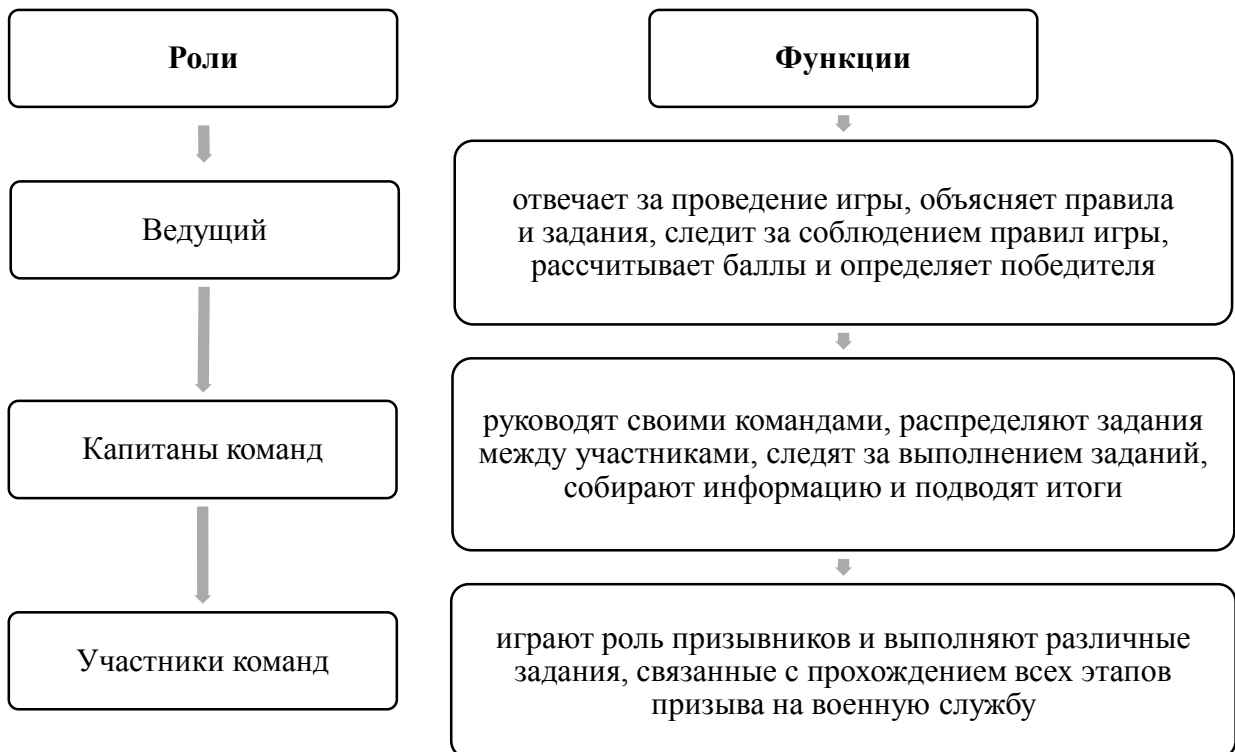 Роли
Функции
Ведущий
отвечает за проведение игры, объясняет правила
и задания, следит за соблюдением правил игры,
рассчитывает баллы и определяет победителя
Капитаны команд
руководят своими командами, распределяют задания
между участниками, следят за выполнением заданий,
собирают информацию и подводят итоги
Участники команд
играют роль призывников и выполняют различные
задания, связанные с прохождением всех этапов
призыва на военную службу